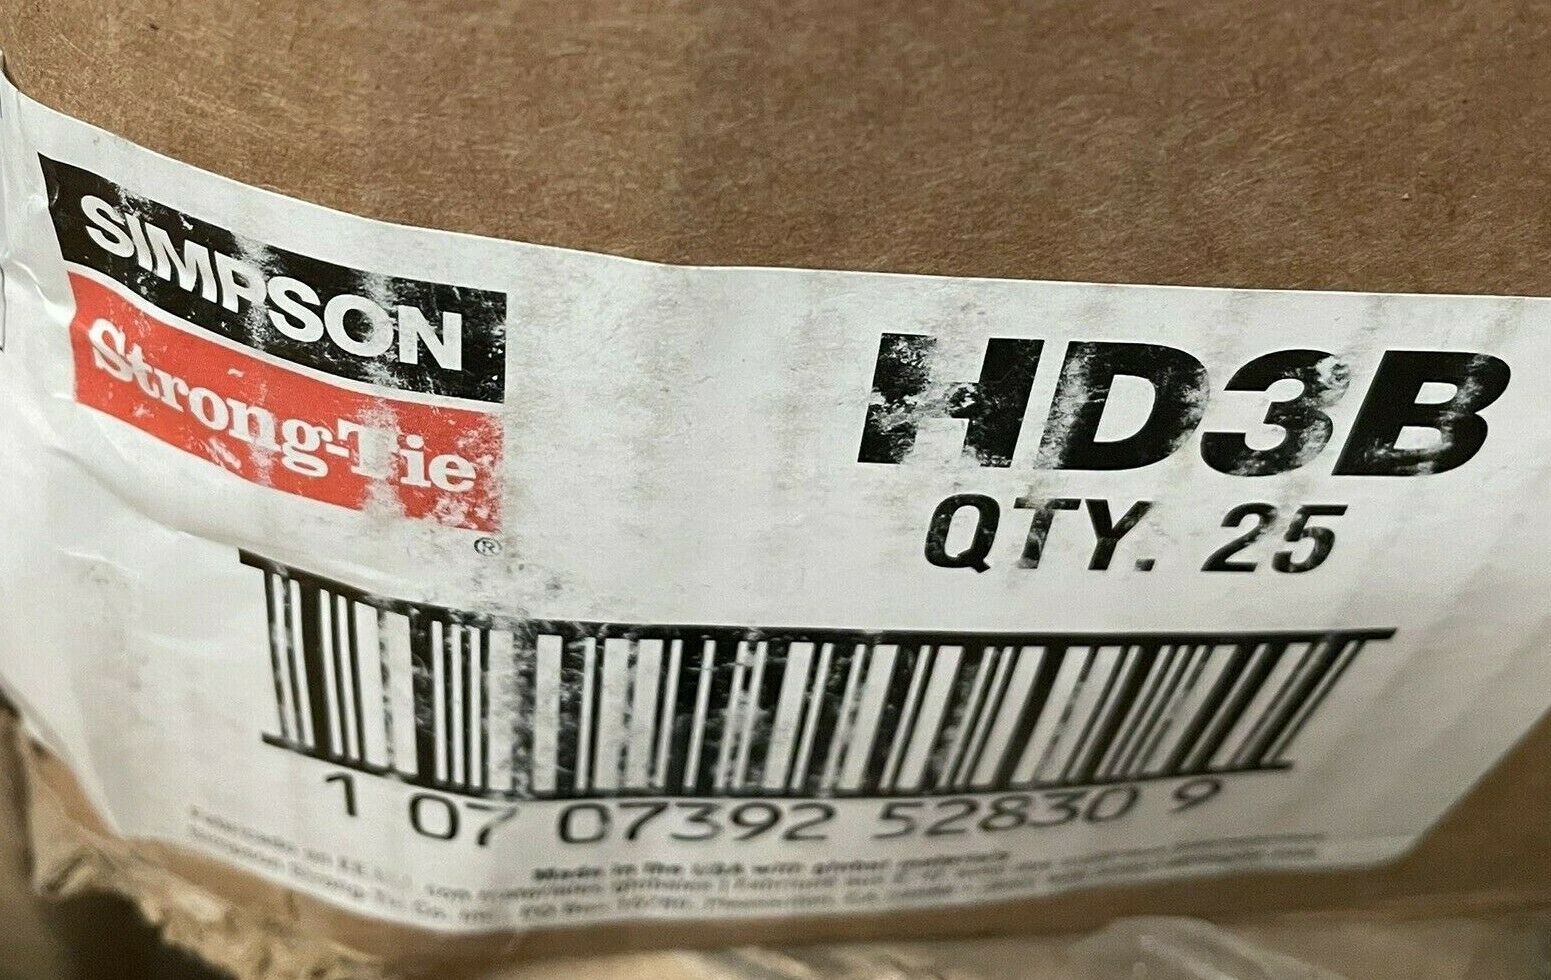 SIMPSON
Strong-Tie
®
HD3B
QTY. 25
1 07 07392 52830 9
Made in the USA with global materials